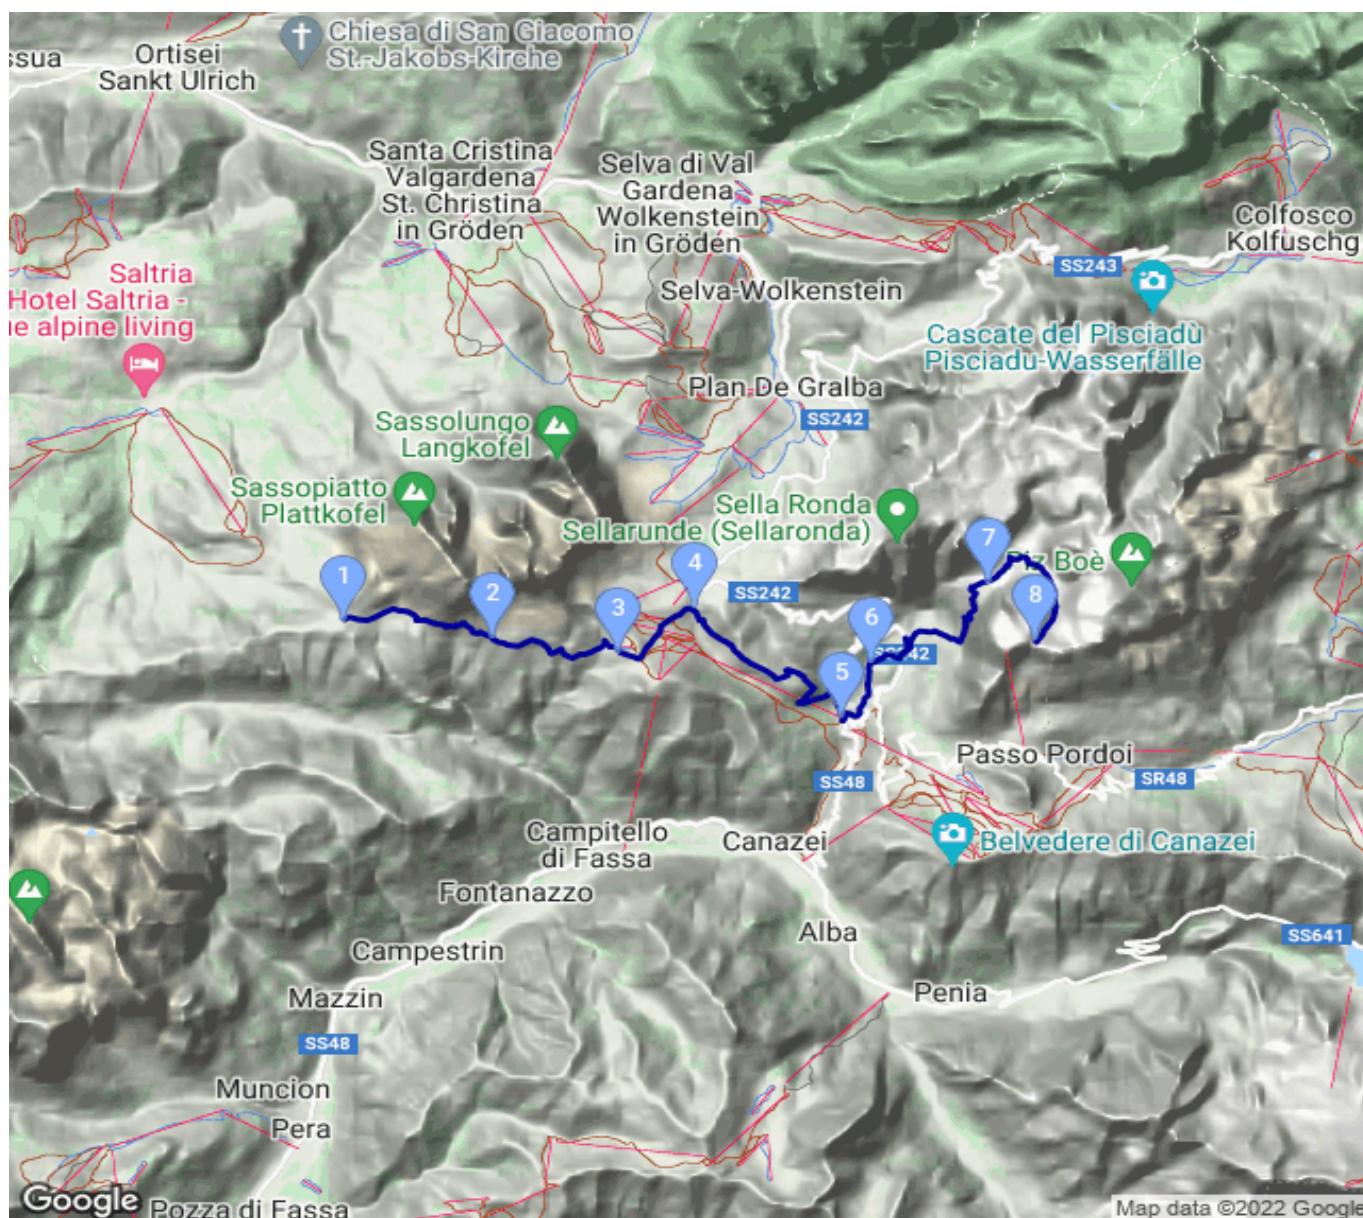 Chiesa di San Giacomo
St.-Jakobs-Kirche
ssua
Ortisei
Sankt Ulrich
Santa Cristina
Valgardena
St. Christina
in Gröden
Selva di Val
Gardena
Wolkenstein
in Gröden
Colfosco
Kolfuschg
SS243
Saltria
Hotel Saltria -
ue alpine living
Selva-Wolkenstein
Cascate del Pisciadù
Pisciadu-Wasserfälle
Plan De Gralba
SS242
Sassolungo
Langkofel
Sassopiatto
Plattkofel
Sella Ronda
Sellarunde (Sellaronda)
1
2
3
4
5
6
7
8
Piz Boè
SS242
SS242
Passo Pordoi
SS48
SR48
Campitello
di Fassa
Canazei
Belvedere di Canazei
Fontanazzo
Campestrin
Alba
SS641
Mazzin
Penia
SS48
Muncion
Pera
Pozza di Fassa
Google
Map data ©2022 Google